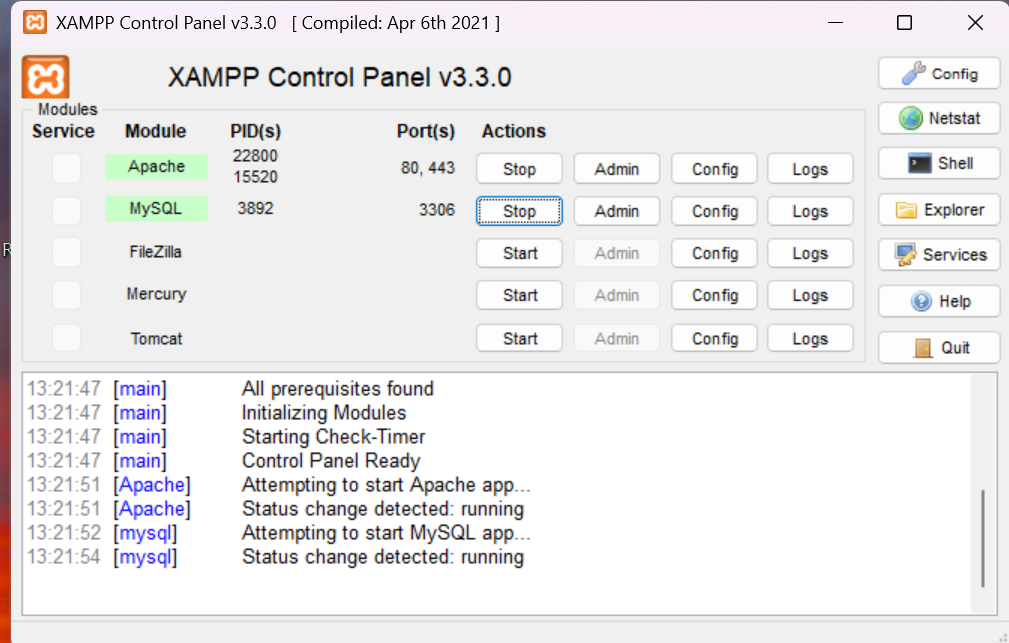 XAMPP Control Panel v3.3.0 [ Compiled: Apr 6th 2021 ]
XAMPP Control Panel v3.3.0
Config
Modules
Service Module PID(s) Port(s) Actions
Apache 22800 15520 80, 443 Stop Admin Config Logs
MySQL 3892 3306 Stop Admin Config Logs
FileZilla Start Admin Config Logs
Mercury Start Admin Config Logs
Tomcat Start Admin Config Logs
Netstat
Shell
Explorer
Services
Help
Quit
R
13:21:47 [main] All prerequisites found
13:21:47 [main] Initializing Modules
13:21:47 [main] Starting Check-Timer
13:21:47 [main] Control Panel Ready
13:21:51 [Apache] Attempting to start Apache app...
13:21:51 [Apache] Status change detected: running
13:21:52 [mysql] Attempting to start MySQL app...
13:21:54 [mysql] Status change detected: running